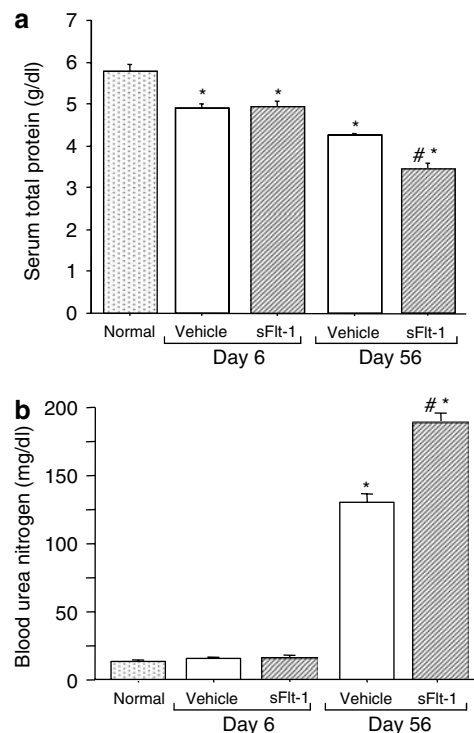 a
Serum total protein (g/dl)
7
6
5
4
3
2
1
0
* * * # *
Normal Vehicle sFlt-1 Vehicle sFlt-1
Day 6 Day 56
b
Blood urea nitrogen (mg/dl)
200
150
100
50
0
* # *
Normal Vehicle sFlt-1 Vehicle sFlt-1
Day 6 Day 56